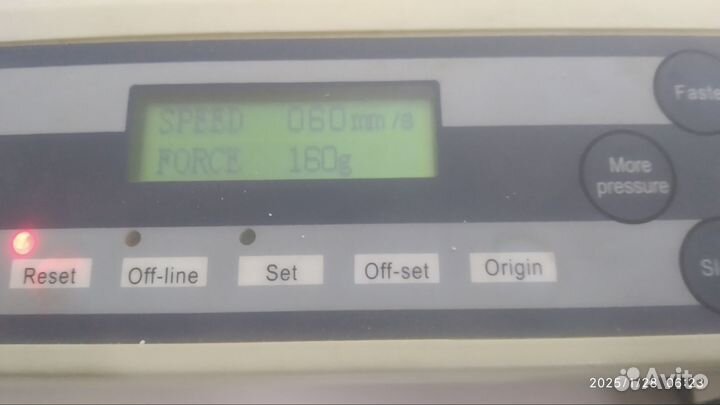 SPEED 060mm/s
FORCE 160g
Faste
More
pressure
Reset
Off-line
Set
Off-set
Origin
Sl
2025/1/28 06:23
Avito